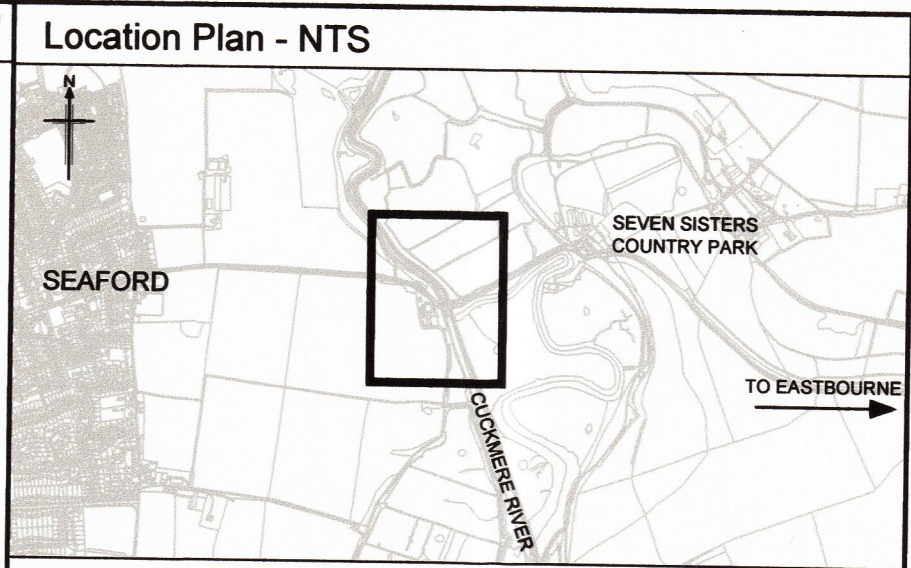 Location Plan - NTS
N
SEVEN SISTERS
COUNTRY PARK
SEAFORD
TO EASTBOURNE
CUCKMERE RIVER